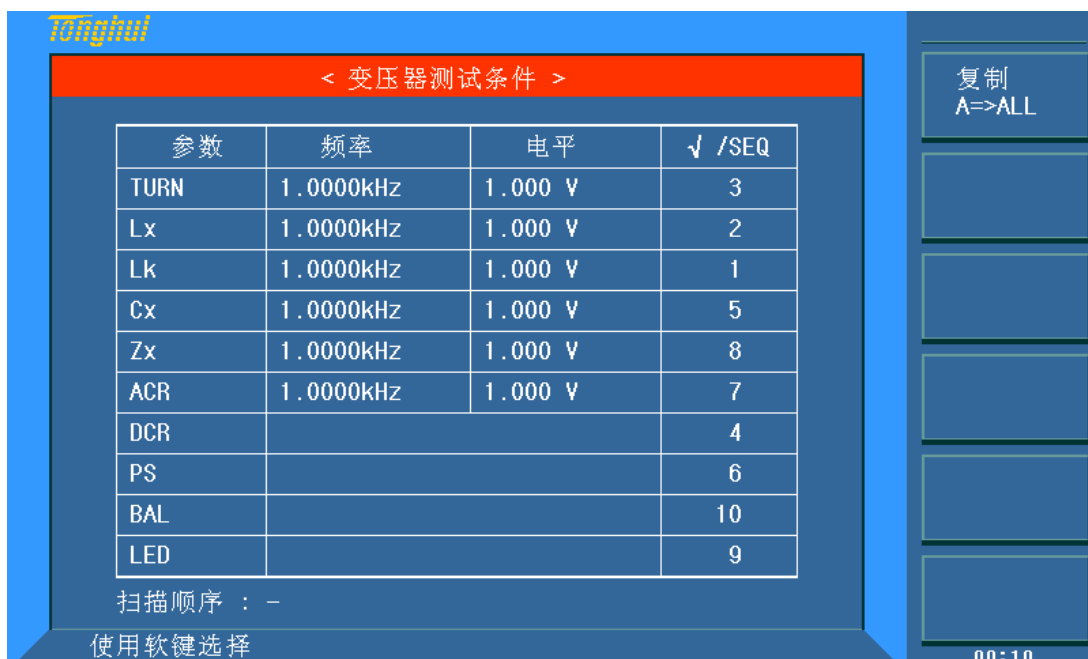 Tonghui
< 变压器测试条件 >
参数 频率 电平 √ /SEQ
TURN 1.0000kHz 1.000 V 3
Lx 1.0000kHz 1.000 V 2
Lk 1.0000kHz 1.000 V 1
Cx 1.0000kHz 1.000 V 5
Zx 1.0000kHz 1.000 V 8
ACR 1.0000kHz 1.000 V 7
DCR 4
PS 6
BAL 10
LED 9
扫描顺序 : -
使用软键选择
复制
A=>ALL